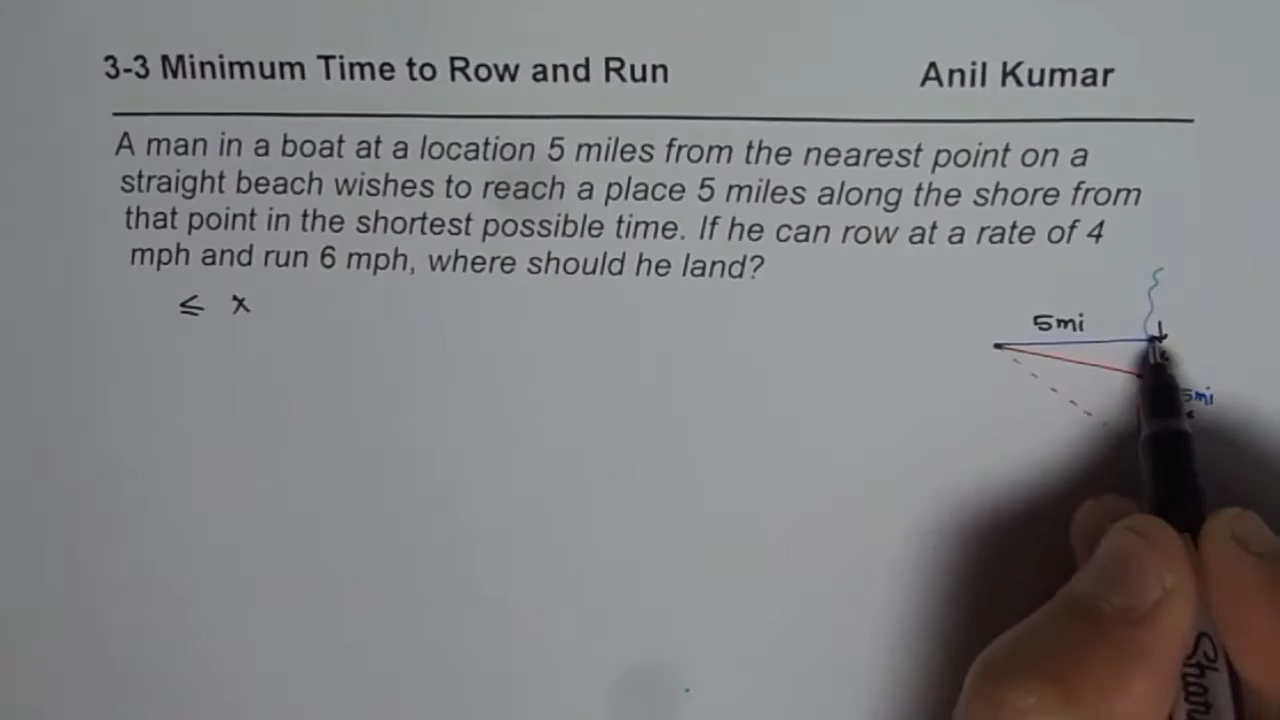 3-3 Minimum Time to Row and Run
Anil Kumar
A man in a boat at a location 5 miles from the nearest point on a
straight beach wishes to reach a place 5 miles along the shore from
that point in the shortest possible time. If he can row at a rate of 4
mph and run 6 mph, where should he land?
≤ x
5mi
5mi